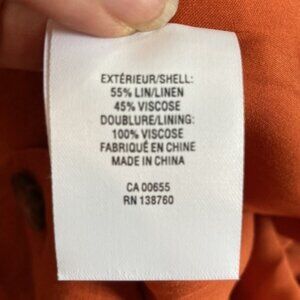 EXTÉRIEUR/SHELL:
55% LIN/LINEN
45% VISCOSE
DOUBLURE/LINING:
100% VISCOSE
FABRIQUÉ EN CHINE
MADE IN CHINA
CA 00655
RN 138760